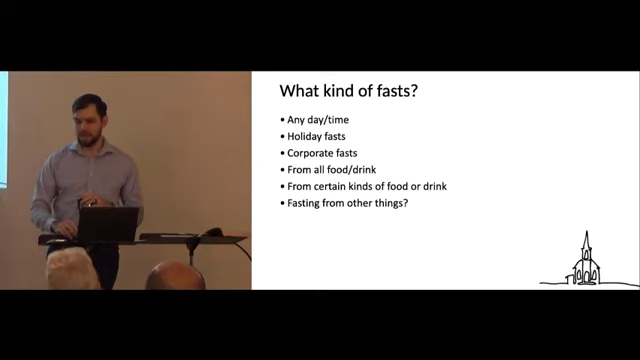 What kind of fasts?
• Any day/time
• Holiday fasts
• Corporate fasts
• From all food/drink
• From certain kinds of food or drink
• Fasting from other things?